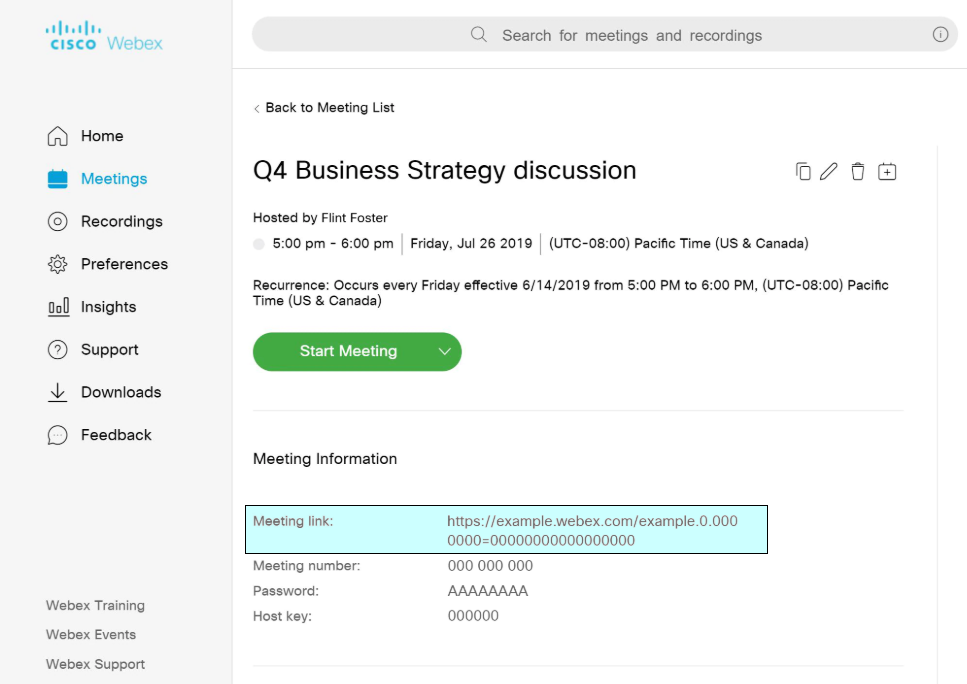 CISCO Webex
Search for meetings and recordings
Home
Meetings
Recordings
Preferences
Insights
Support
Downloads
Feedback
Webex Training
Webex Events
Webex Support
Back to Meeting List
Q4 Business Strategy discussion
Hosted by Flint Foster
5:00 pm - 6:00 pm | Friday, Jul 26 2019 | (UTC-08:00) Pacific Time (US & Canada)
Recurrence: Occurs every Friday effective 6/14/2019 from 5:00 PM to 6:00 PM, (UTC-08:00) Pacific
Time (US & Canada)
Start Meeting
Meeting Information
Meeting link: https://example.webex.com/example.0.000
0000=00000000000000000
Meeting number: 000 000 000
Password: AAAAAAAA
Host key: 000000